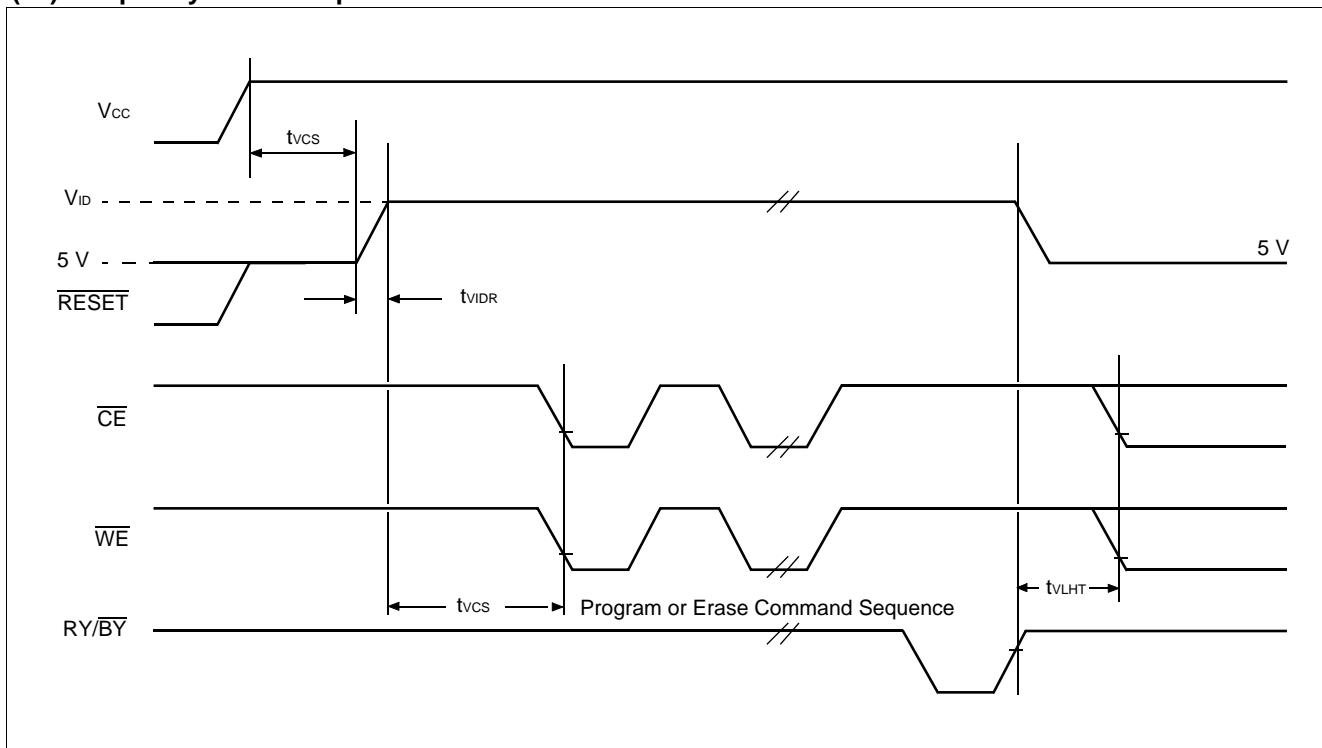 Vcc
tvcs
VID
5 V
5 V
RESET
tVIDR
CE
WE
tVLHT
tvcs
Program or Erase Command Sequence
RY/BY